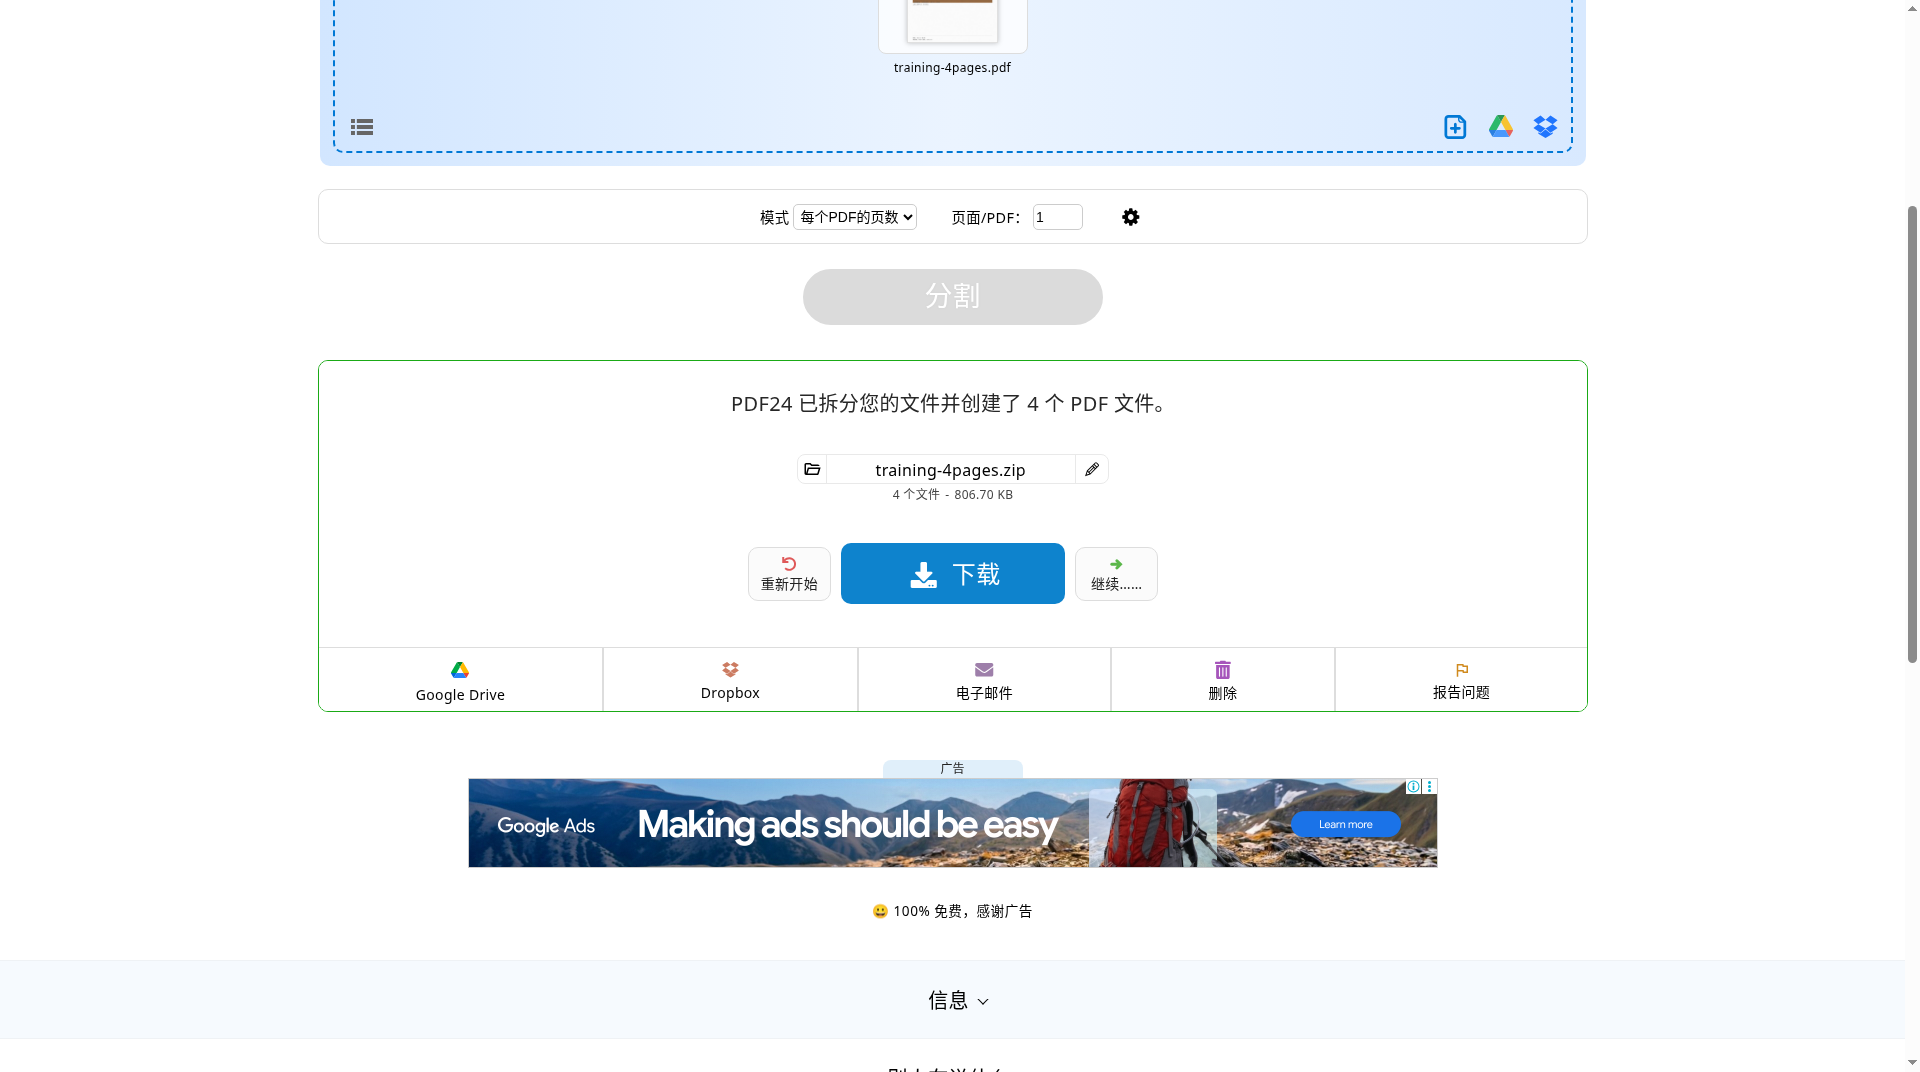 training-4pages.pdf
模式 每个PDF的页数 页面/PDF： 1
分割
PDF24 已拆分您的文件并创建了 4 个 PDF 文件。
training-4pages.zip
4 个文件 - 806.70 KB
重新开始
下载
继续……
Google Drive
Dropbox
电子邮件
删除
报告问题
广告
Google Ads
Making ads should be easy
Learn more
😀 100% 免费，感谢广告
信息